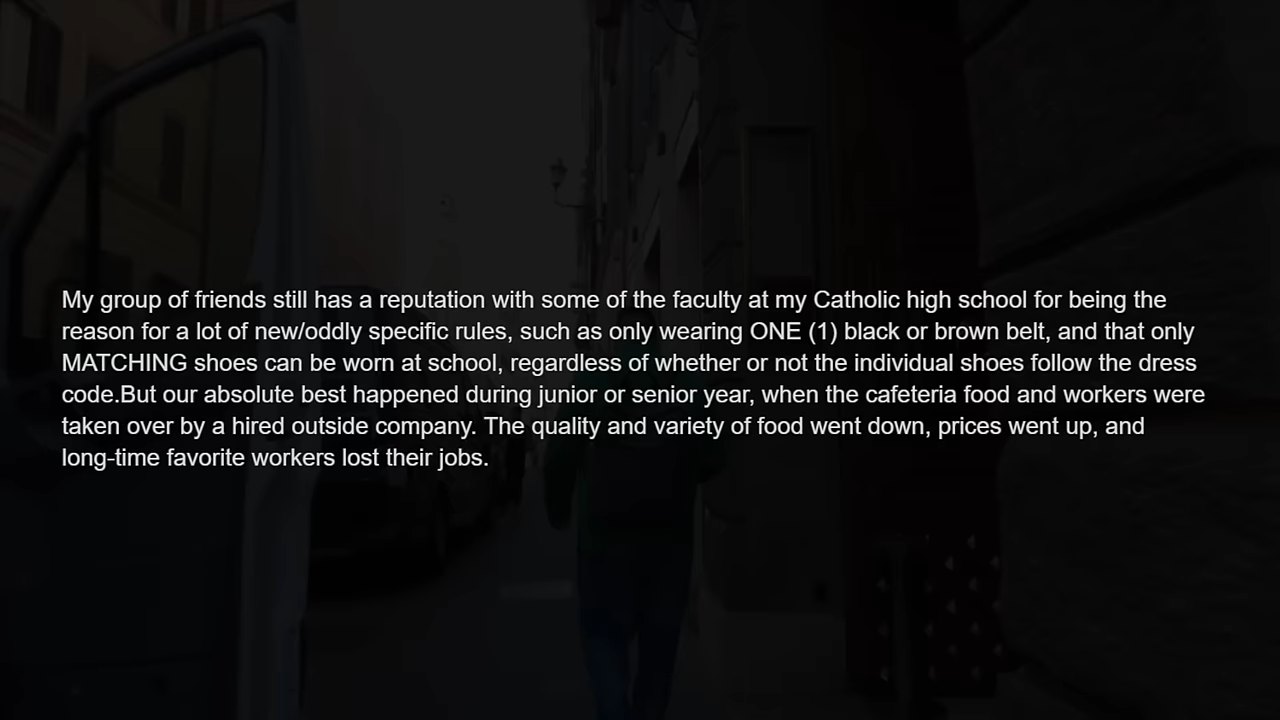 My group of friends still has a reputation with some of the faculty at my Catholic high school for being the
reason for a lot of new/oddly specific rules, such as only wearing ONE (1) black or brown belt, and that only
MATCHING shoes can be worn at school, regardless of whether or not the individual shoes follow the dress
code.But our absolute best happened during junior or senior year, when the cafeteria food and workers were
taken over by a hired outside company. The quality and variety of food went down, prices went up, and
long-time favorite workers lost their jobs.